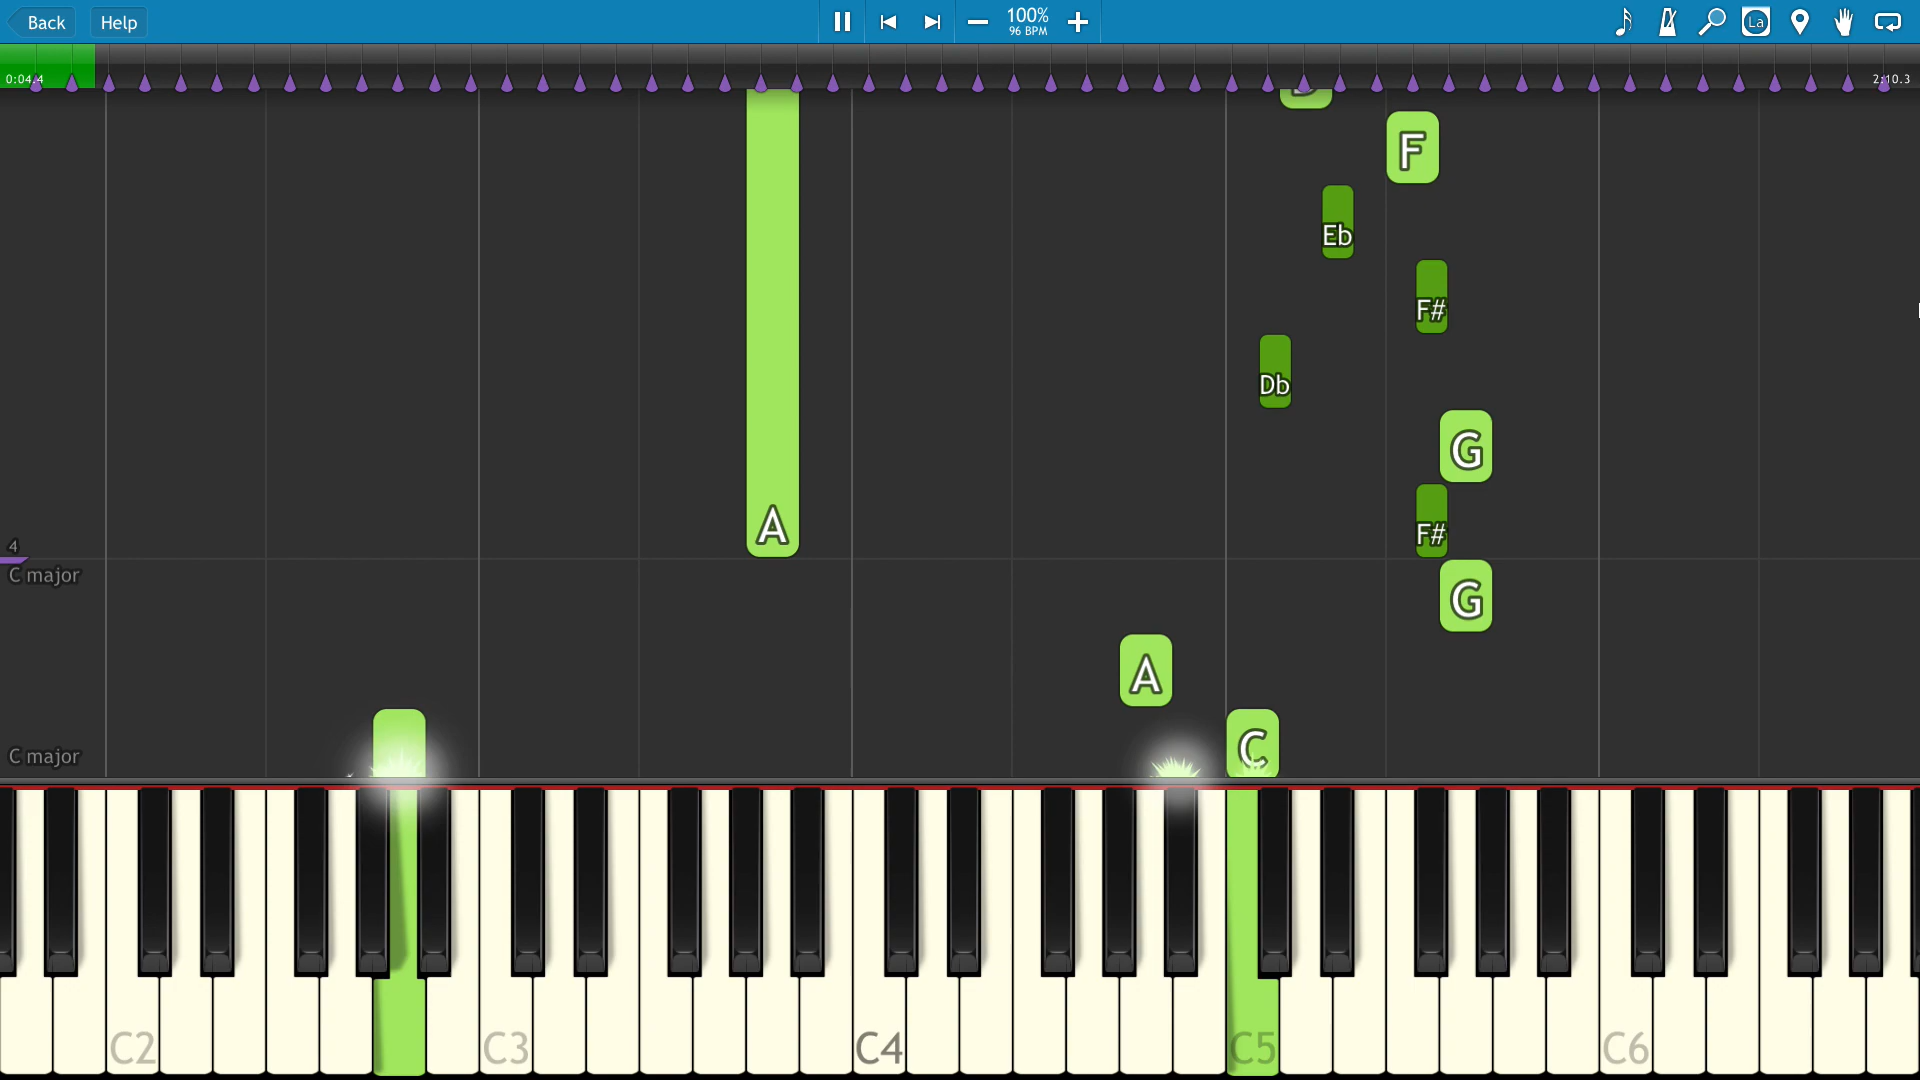 Back Help 100% La
96 BPM
0:04.4 2:10.3
D
F
Eb
F#
Db
G
A F#
4
C major G
A
C major C
C2 C3 C4 C5 C6